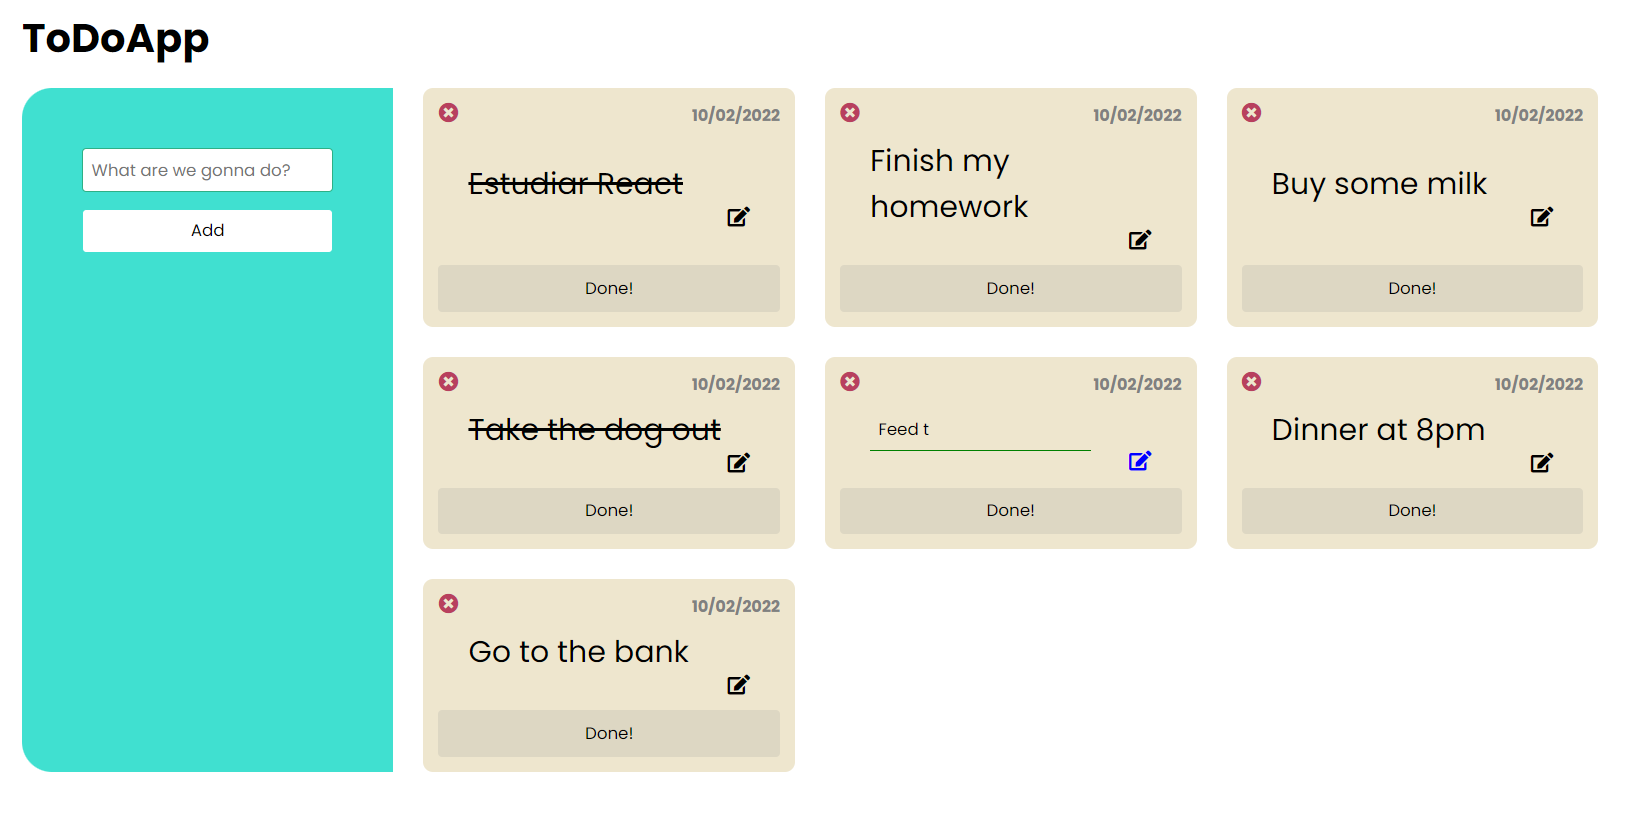 ToDoApp
What are we gonna do?
Add
10/02/2022
Estudiar React
Done!
10/02/2022
Finish my
homework
Done!
10/02/2022
Buy some milk
Done!
10/02/2022
Take the dog out
Done!
10/02/2022
Feed t
Done!
10/02/2022
Dinner at 8pm
Done!
10/02/2022
Go to the bank
Done!